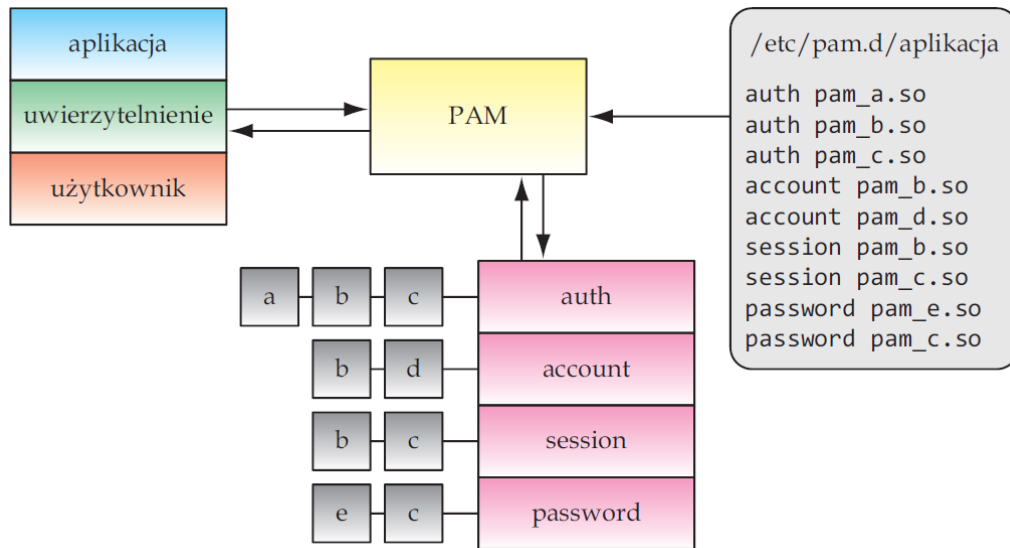 aplikacja
uwierzytelnienie
użytkownik
PAM
/etc/pam.d/aplikacja
auth pam_a.so
auth pam_b.so
auth pam_c.so
account pam_b.so
account pam_d.so
session pam_b.so
session pam_c.so
password pam_e.so
password pam_c.so
a b c auth
b d account
b c session
e c password